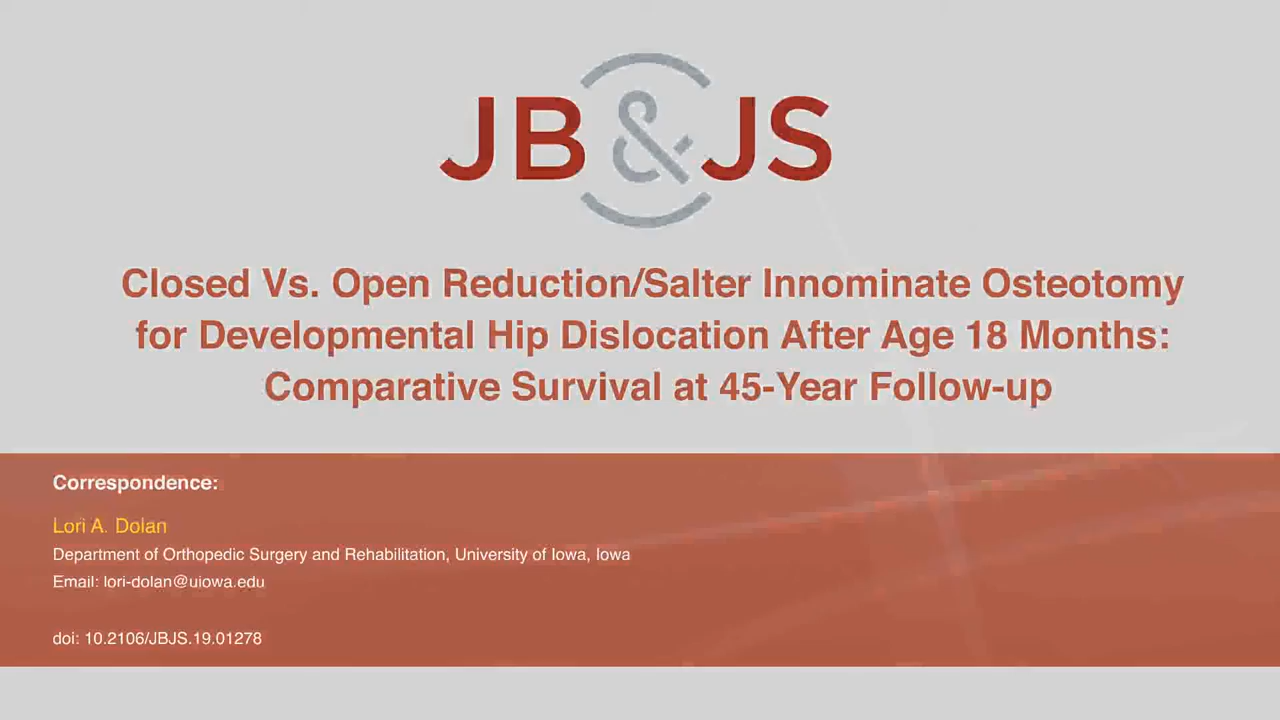 JB&JS
Closed Vs. Open Reduction/Salter Innominate Osteotomy
for Developmental Hip Dislocation After Age 18 Months:
Comparative Survival at 45-Year Follow-up
Correspondence:
Lori A. Dolan
Department of Orthopedic Surgery and Rehabilitation, University of Iowa, Iowa
Email: lori-dolan@uiowa.edu
doi: 10.2106/JBJS.19.01278